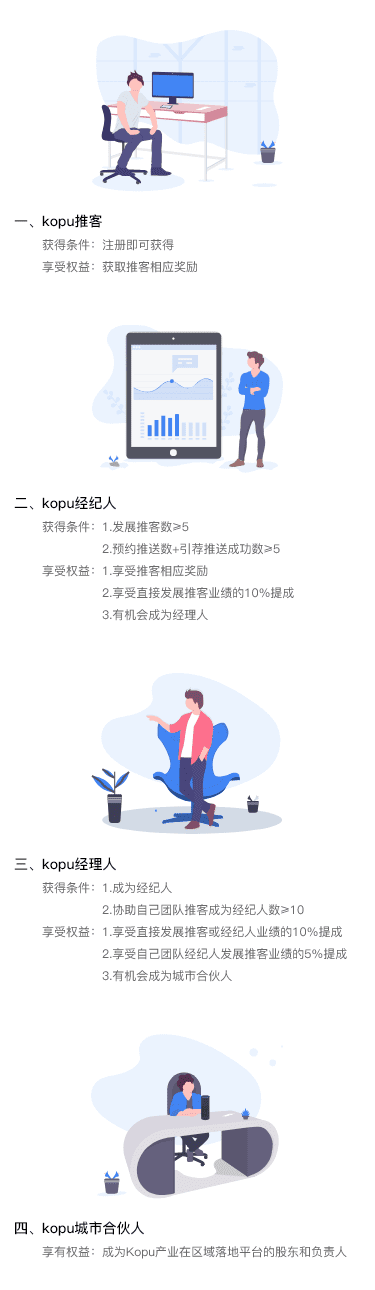 一、kopu推客
获得条件：注册即可获得
享受权益：获取推客相应奖励
二、kopu经纪人
获得条件：1.发展推客数≥5
2.预约推送数+引荐推送成功数≥5
享受权益：1.享受推客相应奖励
2.享受直接发展推客业绩的10%提成
3.有机会成为经理人
三、kopu经理人
获得条件：1.成为经纪人
2.协助自己团队推客成为经纪人数≥10
享受权益：1.享受直接发展推客或经纪人业绩的10%提成
2.享受自己团队经纪人发展推客业绩的5%提成
3.有机会成为城市合伙人
四、kopu城市合伙人
享有权益：成为Kopu产业在区域落地平台的股东和负责人